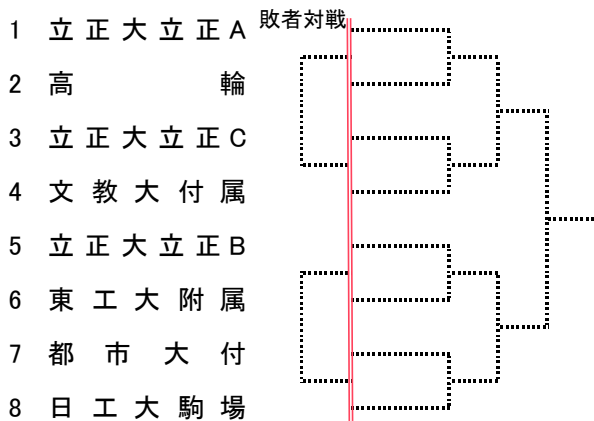 敗者対戦
1 立正大立正A
2 高輪
3 立正大立正C
4 文教大付属
5 立正大立正B
6 東工大附属
7 都市大付
8 日工大駒場